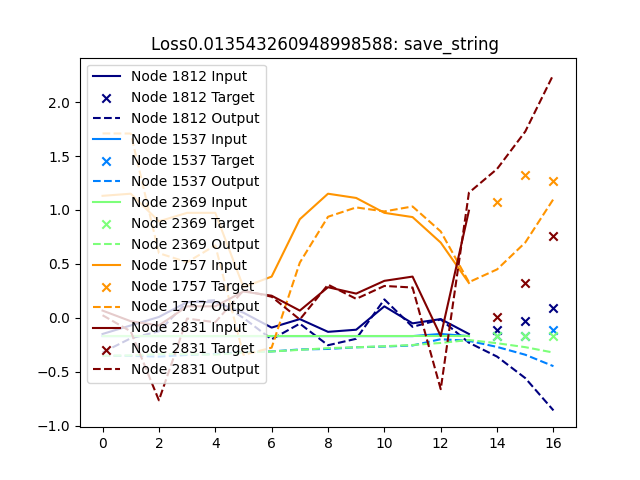 Loss0.013543260948998588: save_string
Node 1812 Input
Node 1812 Target
Node 1812 Output
Node 1537 Input
Node 1537 Target
Node 1537 Output
Node 2369 Input
Node 2369 Target
Node 2369 Output
Node 1757 Input
Node 1757 Target
Node 1757 Output
Node 2831 Input
Node 2831 Target
Node 2831 Output
2.0
1.5
1.0
0.5
0.0
−0.5
−1.0
0 2 4 6 8 10 12 14 16